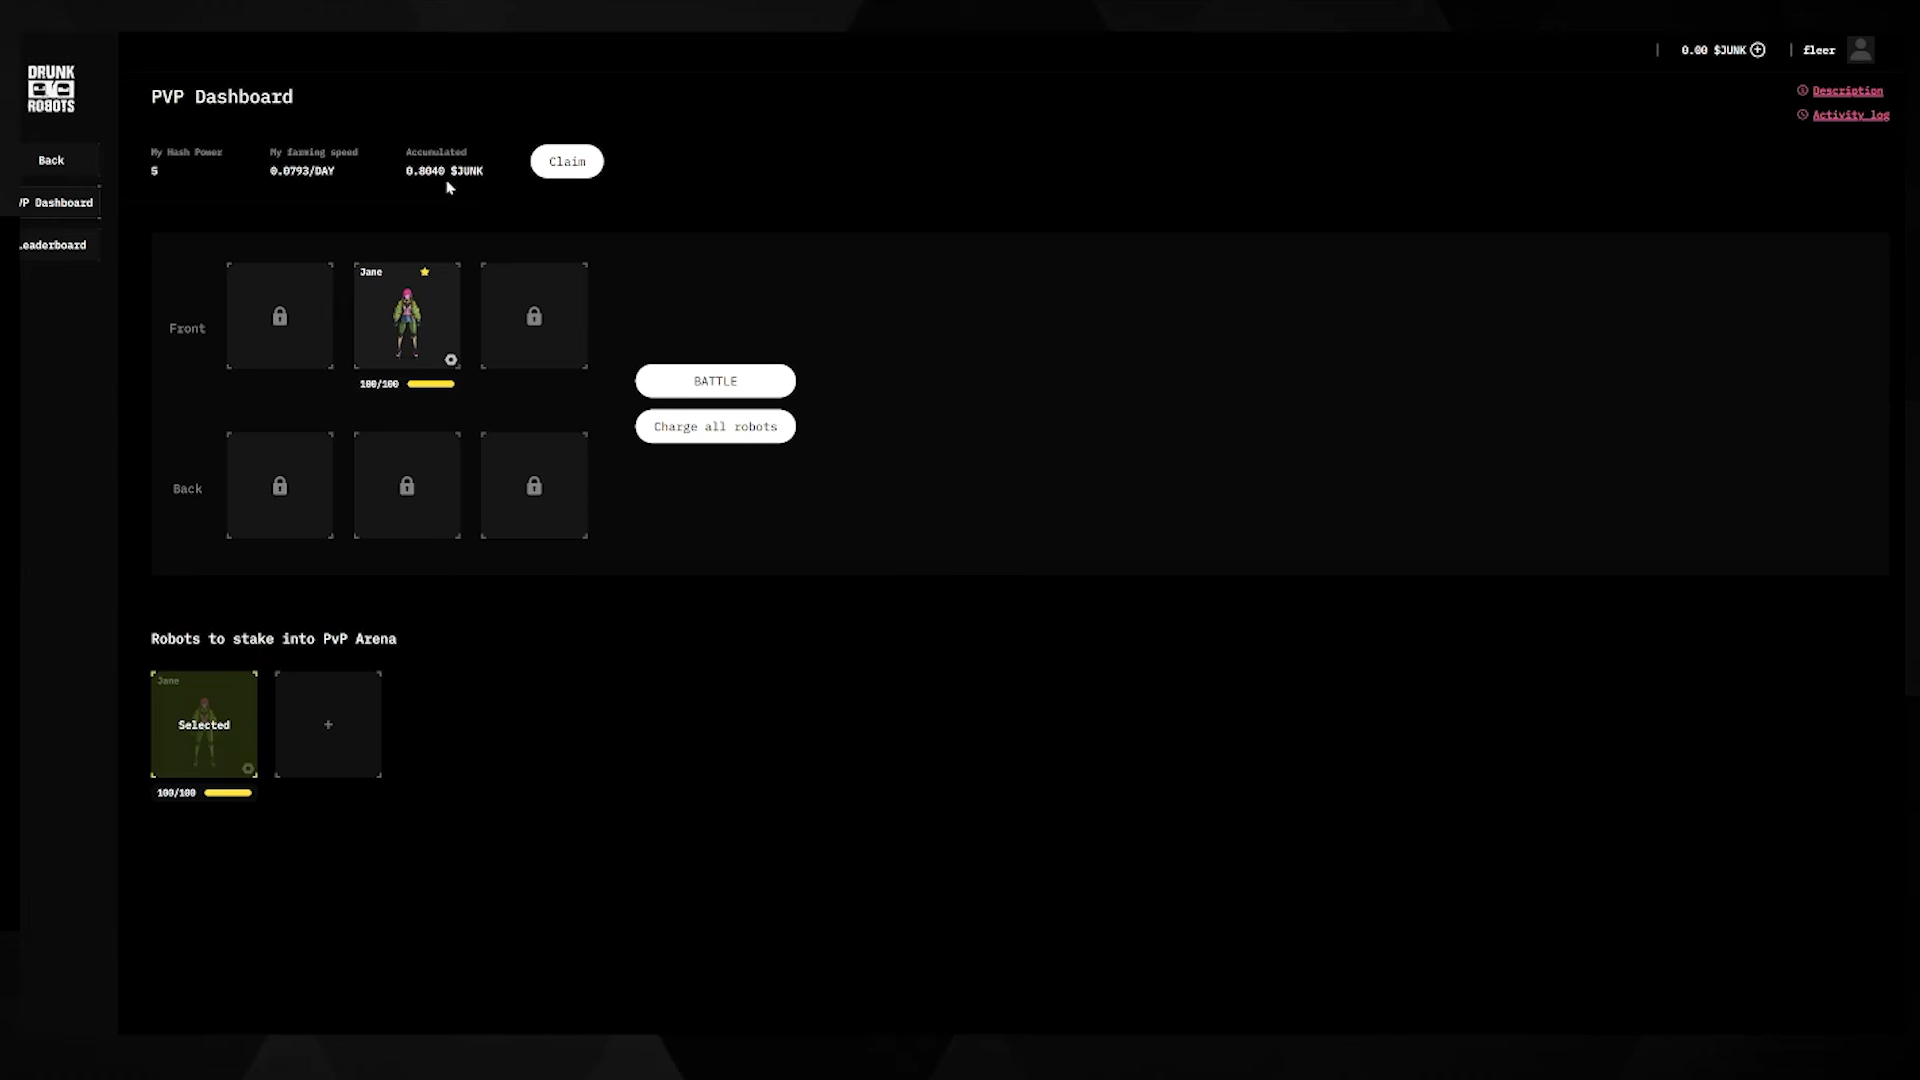 0.00 $JUNK
fleer
DRUNK
ROBOTS
PVP Dashboard
Description
Activity log
Back
VP Dashboard
Leaderboard
My Hash Power
5
My farming speed
0.0793/DAY
Accumulated
0.8040 $JUNK
Claim
Front
Jane
100/100
BATTLE
Charge all robots
Back
Robots to stake into PvP Arena
Jane
Selected
+
100/100